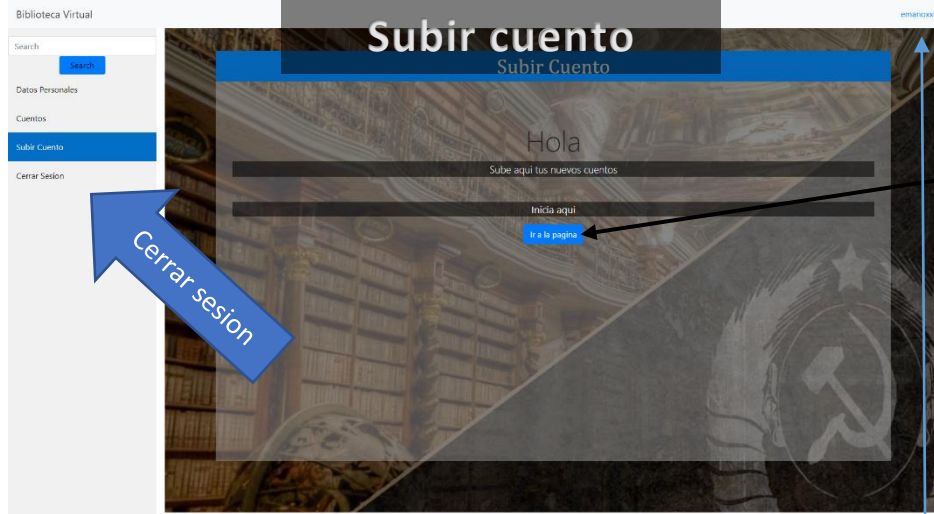 Biblioteca Virtual
Subir cuento
Search
Search
Subir Cuento
Datos Personales
Cuentos
Hola
Subir Cuento
Sube aqui tus nuevos cuentos
Cerrar Sesion
Inicia aqui
Ir a la pagina
Cerrar sesion